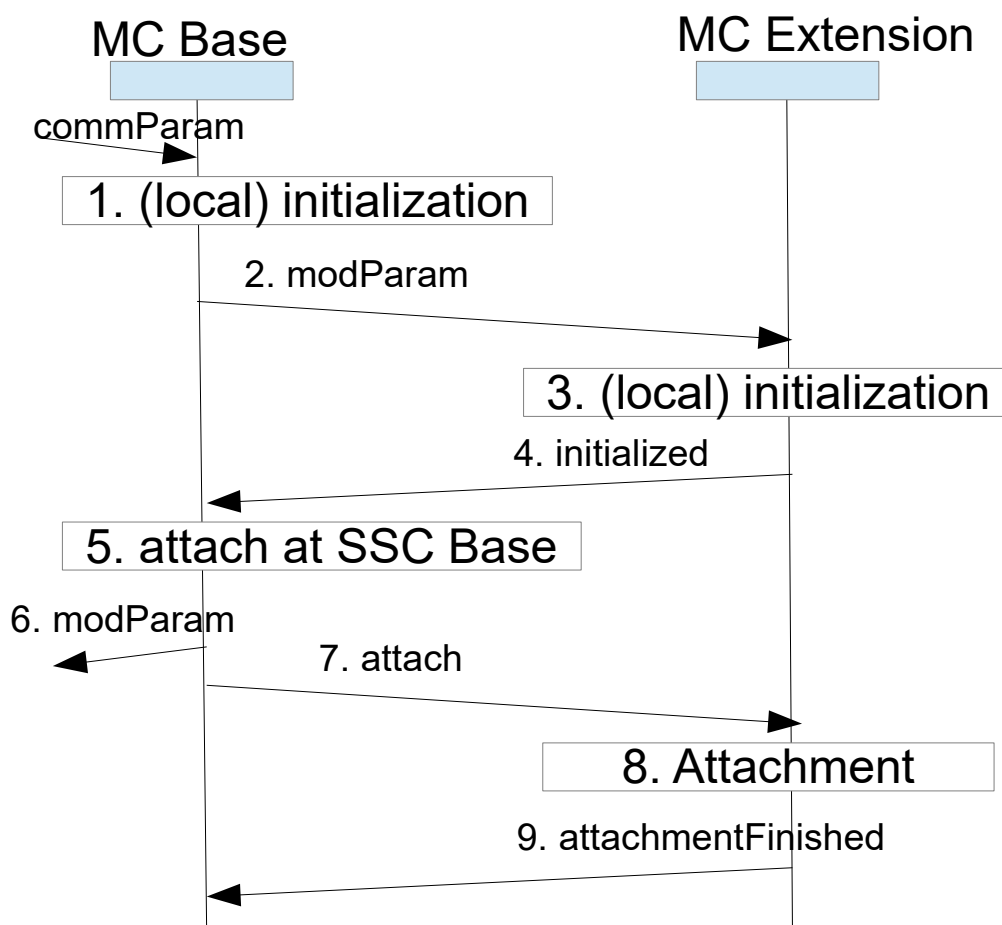 MC Base
MC Extension
commParam
1. (local) initialization
2. modParam
3. (local) initialization
4. initialized
5. attach at SSC Base
6. modParam
7. attach
8. Attachment
9. attachmentFinished